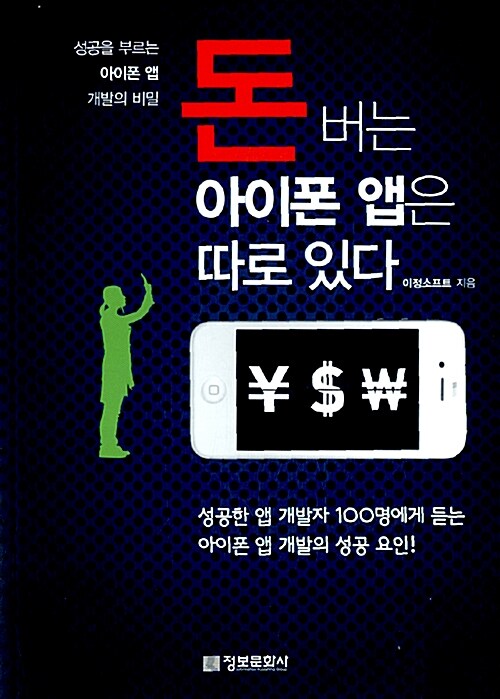 성공을 부르는
아이폰 앱
개발의 비밀
돈 버는
아이폰 앱은
따로 있다
이정소프트 지음
¥ $ ₩
성공한 앱 개발자 100명에게 듣는
아이폰 앱 개발의 성공 요인!
정보문화사